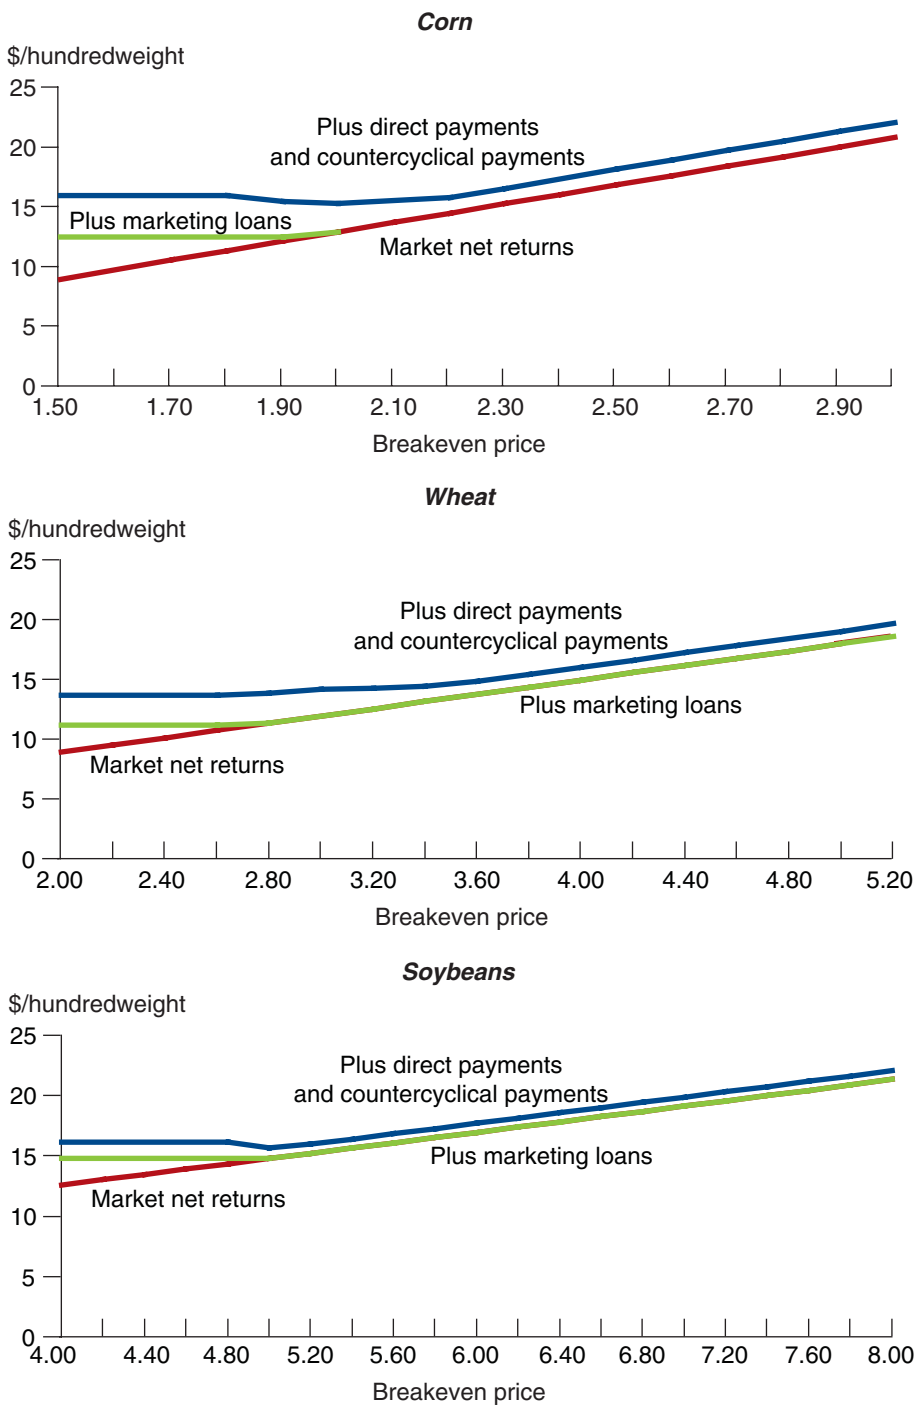 Corn
$/hundredweight
25
Plus direct payments
and countercyclical payments
20
15
Plus marketing loans
Market net returns
10
5
0
1.50 1.70 1.90 2.10 2.30 2.50 2.70 2.90
Breakeven price
Wheat
$/hundredweight
25
Plus direct payments
and countercyclical payments
20
15
Plus marketing loans
10
Market net returns
5
0
2.00 2.40 2.80 3.20 3.60 4.00 4.40 4.80 5.20
Breakeven price
Soybeans
$/hundredweight
25
Plus direct payments
and countercyclical payments
20
15
Plus marketing loans
Market net returns
10
5
0
4.00 4.40 4.80 5.20 5.60 6.00 6.40 6.80 7.20 7.60 8.00
Breakeven price